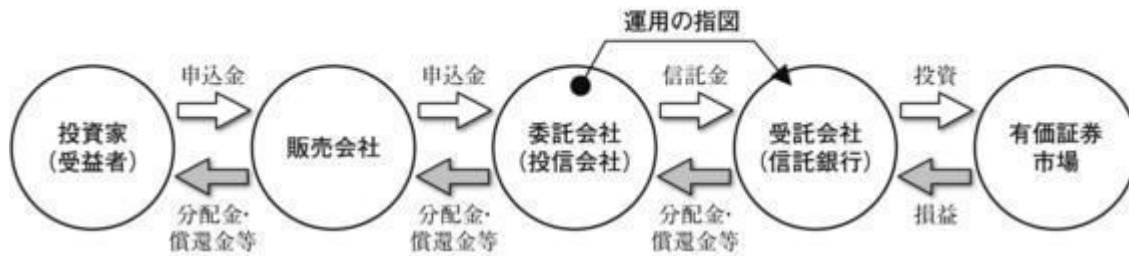 運用の指図
申込金
申込金
信託金
投資
投資家
（受益者）
販売会社
委託会社
（投信会社）
受託会社
（信託銀行）
有価証券
市場
分配金・
償還金等
分配金・
償還金等
分配金・
償還金等
損益